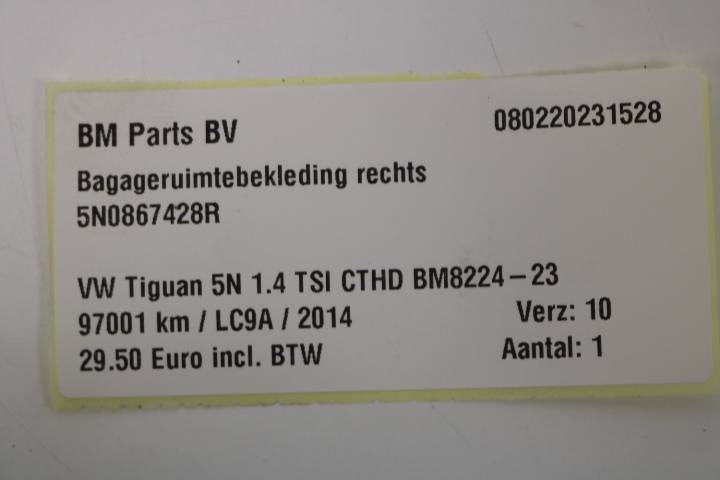 BM Parts BV 080220231528
Bagageruimtebekleding rechts
5N0867428R
VW Tiguan 5N 1.4 TSI CTHD BM8224-23
97001 km / LC9A / 2014 Verz: 10
29.50 Euro incl. BTW Aantal: 1